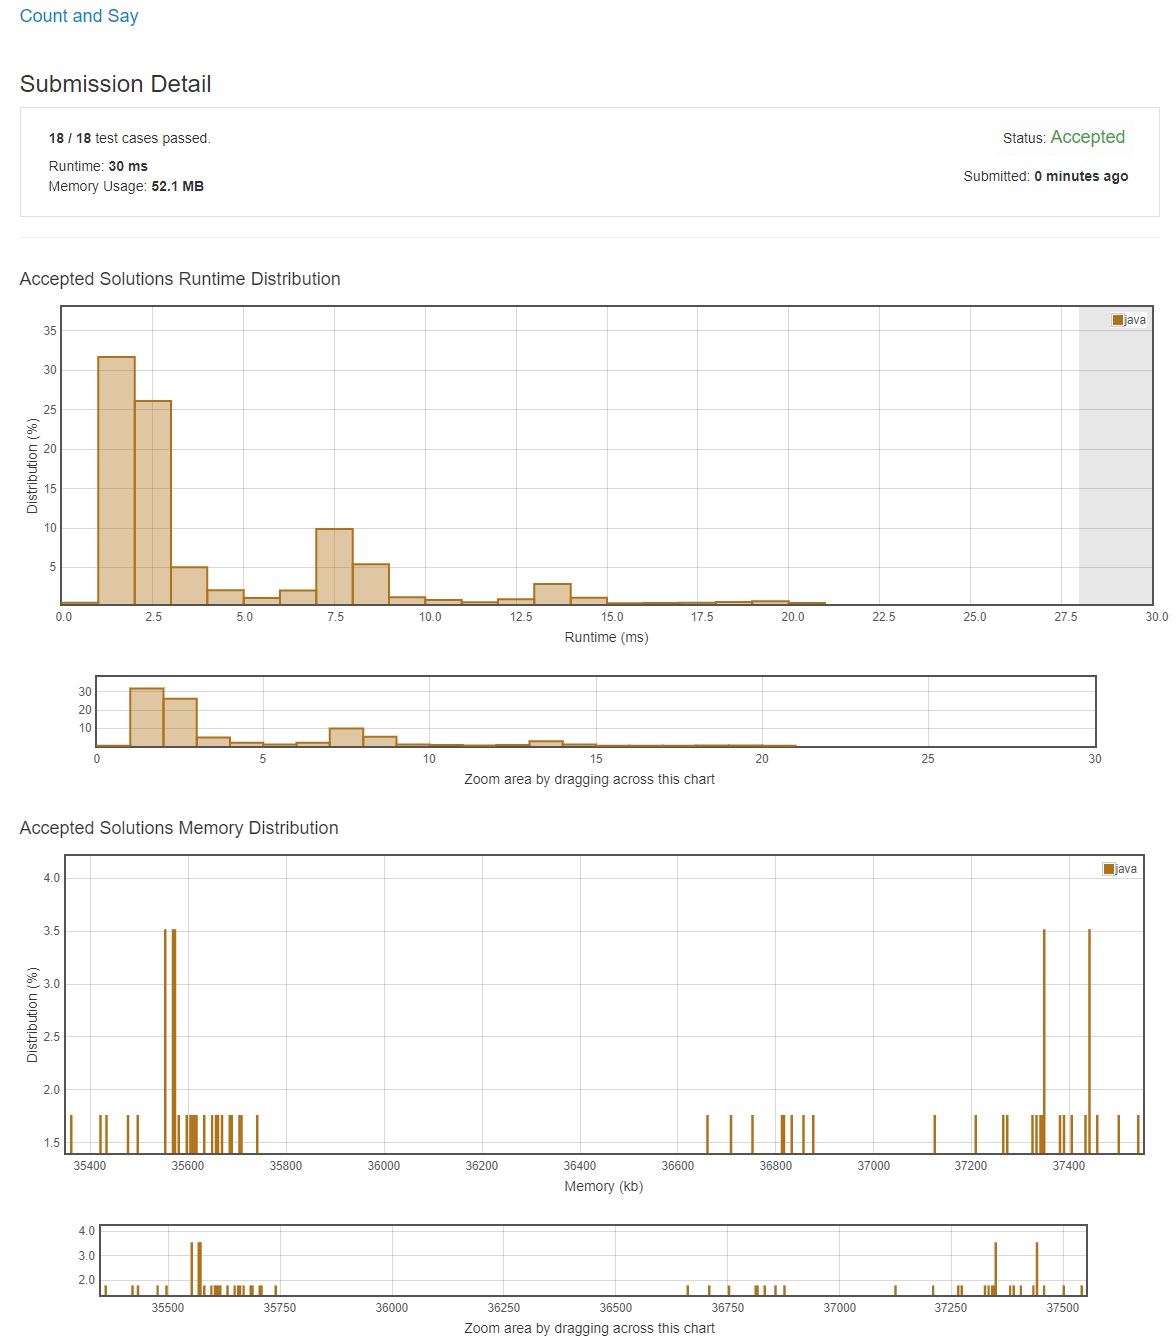 Count and Say
Submission Detail
18 / 18 test cases passed.
Status: Accepted
Runtime: 30 ms
Memory Usage: 52.1 MB
Submitted: 0 minutes ago
Accepted Solutions Runtime Distribution
java
35
30
25
20
15
10
5
Distribution (%)
0.0 2.5 5.0 7.5 10.0 12.5 15.0 17.5 20.0 22.5 25.0 27.5 30.0
Runtime (ms)
30
20
10
0 5 10 15 20 25 30
Zoom area by dragging across this chart
Accepted Solutions Memory Distribution
java
4.0
3.5
3.0
2.5
2.0
1.5
Distribution (%)
35400 35600 35800 36000 36200 36400 36600 36800 37000 37200 37400
Memory (kb)
4.0
3.0
2.0
35500 35750 36000 36250 36500 36750 37000 37250 37500
Zoom area by dragging across this chart